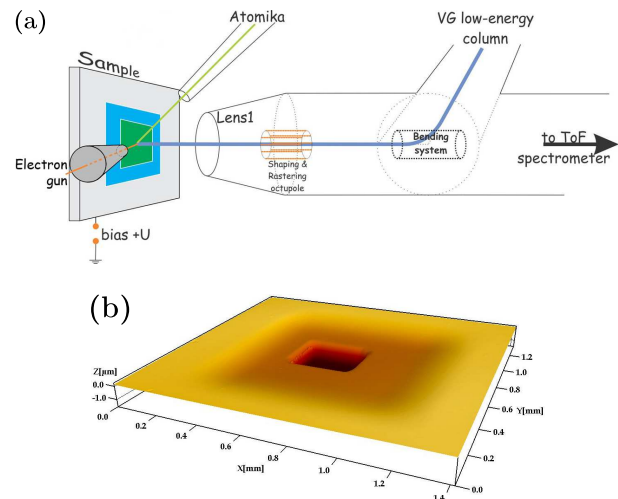 (a)
Atomika
VG low-energy
column
Sample
Lens1
Bending
system
to ToF
spectrometer
Electron
gun
Shaping &
Rastering
octupole
bias +U
(b)
Z[μm]
0.0
-1.0
0.0
0.2
0.4
0.6
0.8
1.0
1.2
1.4
X[mm]
0.0
0.2
0.4
0.6
0.8
1.0
1.2
Y[mm]